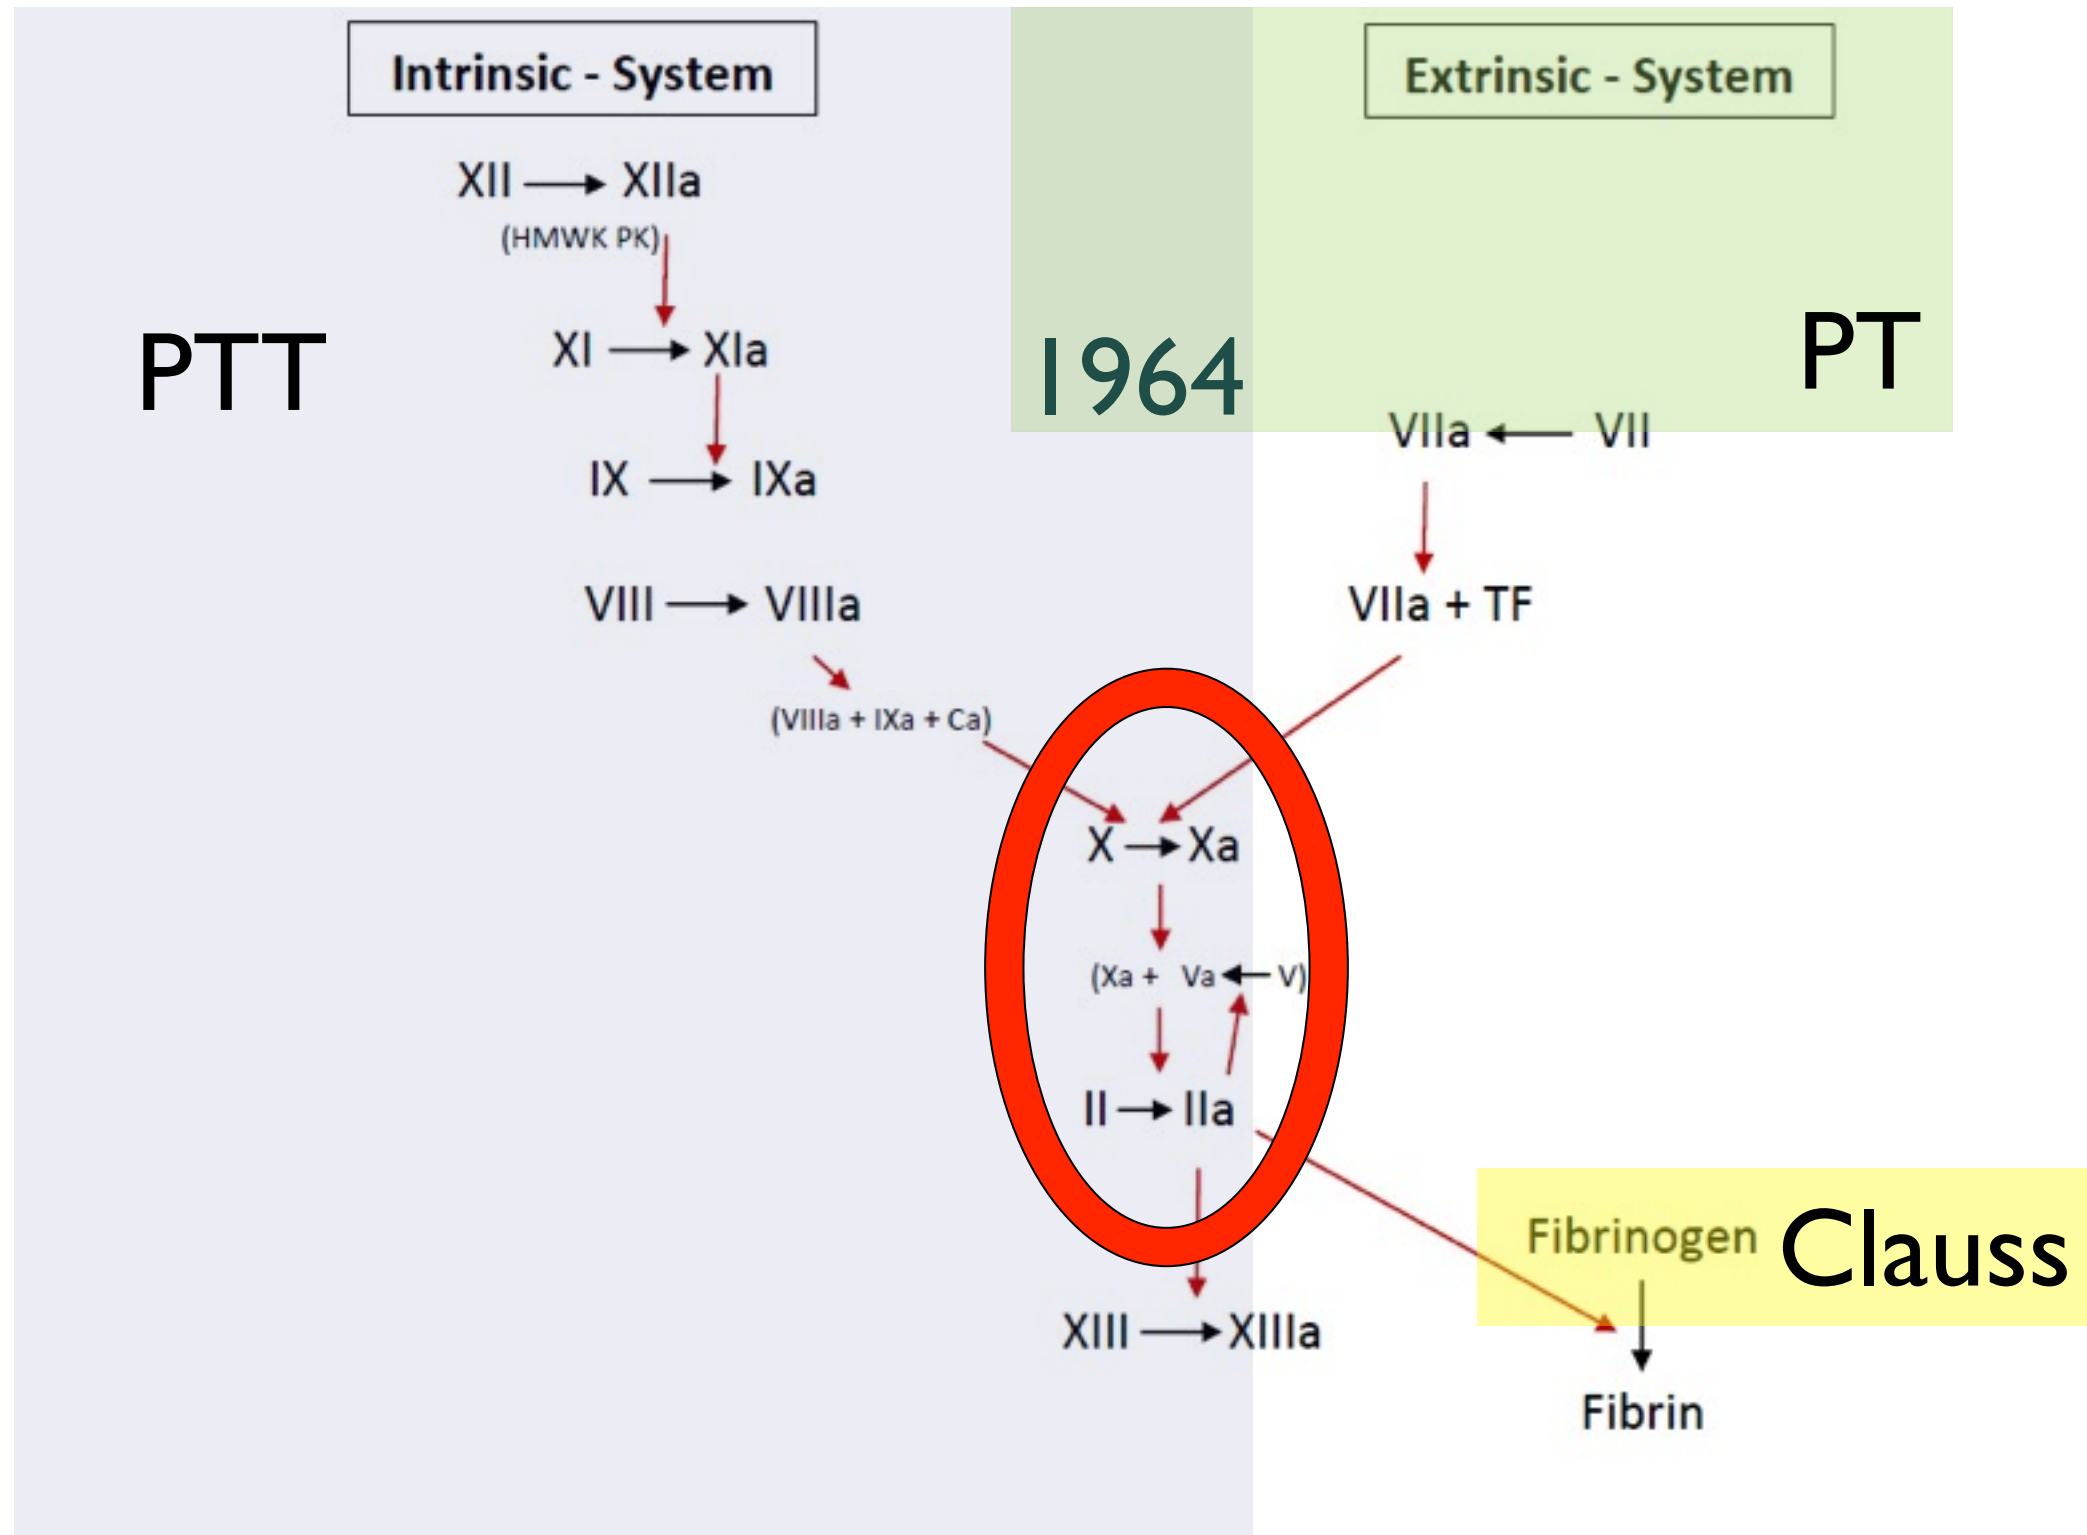 Intrinsic - System
Extrinsic - System
XII XIIa
(HMWK PK)
PTT
XI XIa
1964
PT
VIIa VII
IX IXa
VIII VIIIa
VIIa + TF
(VIIIa + IXa + Ca)
X Xa
(Xa + Va V)
II IIa
Fibrinogen Clauss
XIII XIIIa
Fibrin